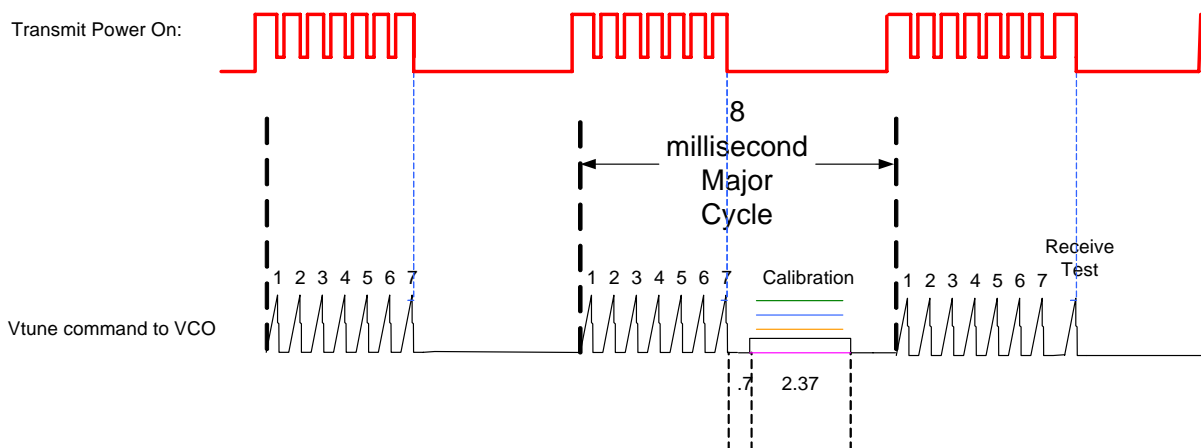 Transmit Power On:
8
millisecond
Major
Cycle
Receive
Test
1 2 3 4 5 6 7
1 2 3 4 5 6 7
Calibration
1 2 3 4 5 6 7
Vtune command to VCO
.7 2.37